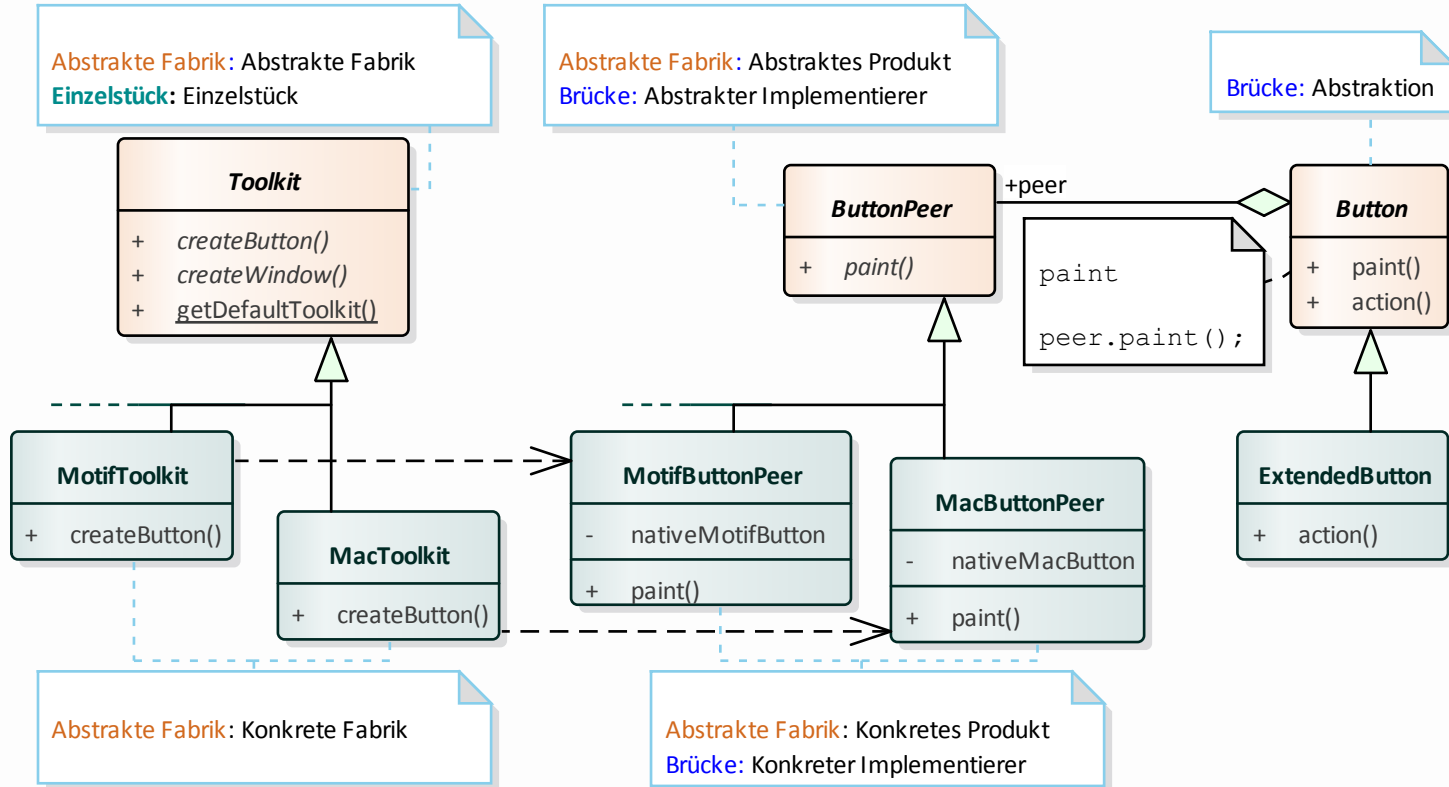 Abstrakte Fabrik: Abstrakte Fabrik
Einzelstück: Einzelstück
Abstrakte Fabrik: Abstraktes Produkt
Brücke: Abstrakter Implementierer
Brücke: Abstraktion
Toolkit
+ createButton()
+ createWindow()
+ getDefaultToolkit()
ButtonPeer
+ paint()
+peer
paint
peer.paint();
Button
+ paint()
+ action()
MotifToolkit
+ createButton()
MacToolkit
+ createButton()
MotifButtonPeer
- nativeMotifButton
+ paint()
MacButtonPeer
- nativeMacButton
+ paint()
ExtendedButton
+ action()
Abstrakte Fabrik: Konkrete Fabrik
Abstrakte Fabrik: Konkretes Produkt
Brücke: Konkreter Implementierer